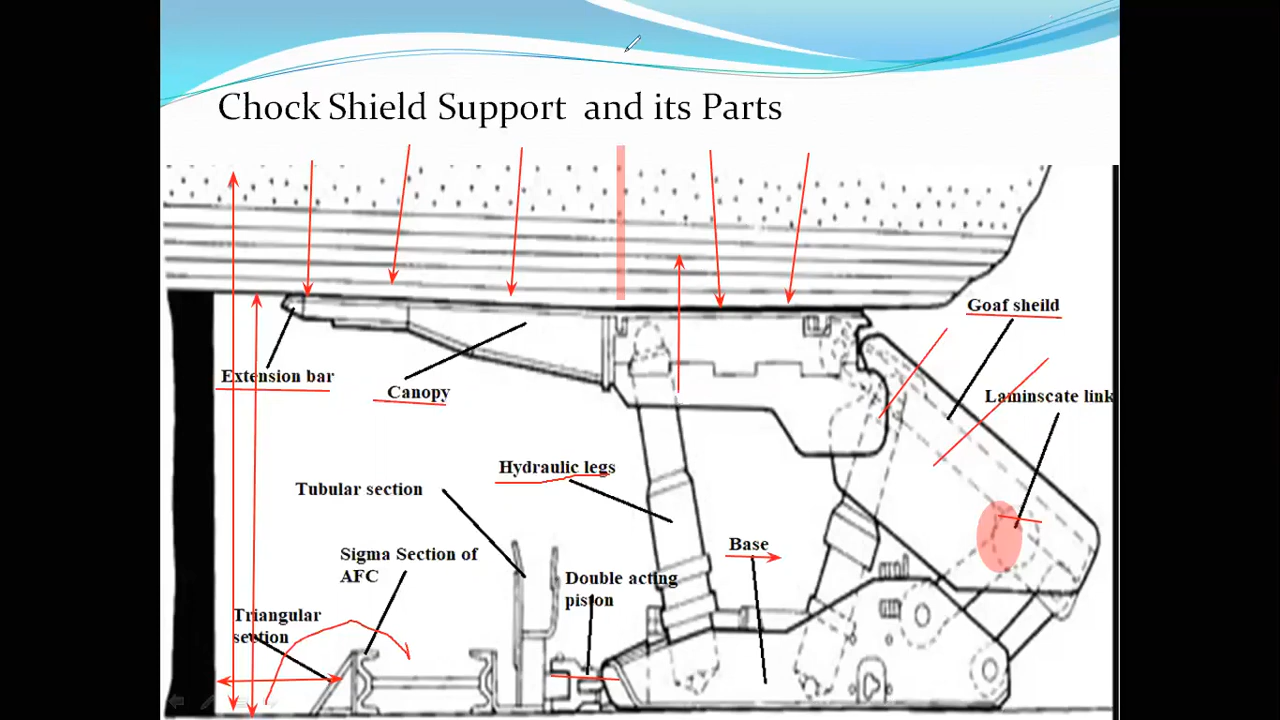 Chock Shield Support and its Parts
Goaf sheild
Extension bar
Canopy
Laminscate link
Hydraulic legs
Tubular section
Base
Sigma Section of
AFC
Double acting
piston
Triangular
section